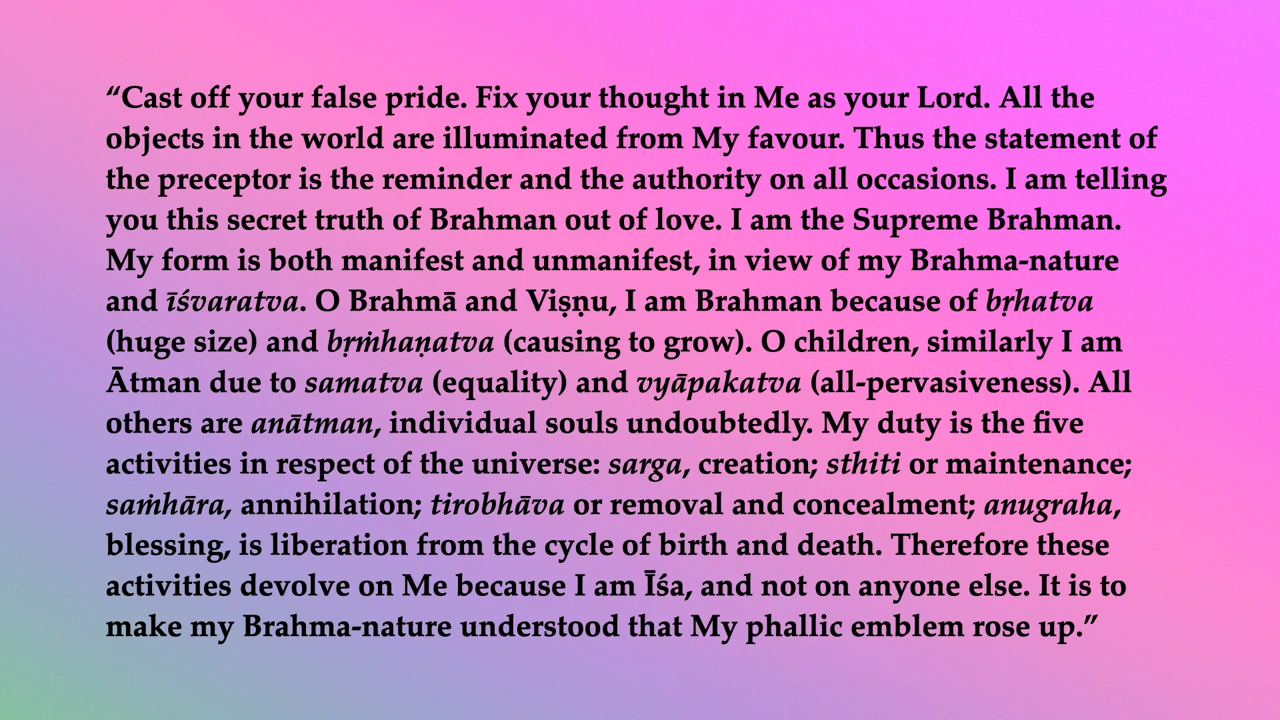 “Cast off your false pride. Fix your thought in Me as your Lord. All the
objects in the world are illuminated from My favour. Thus the statement of
the preceptor is the reminder and the authority on all occasions. I am telling
you this secret truth of Brahman out of love. I am the Supreme Brahman.
My form is both manifest and unmanifest, in view of my Brahma-nature
and īśvaratva. O Brahmā and Viṣṇu, I am Brahman because of bṛhatva
(huge size) and bṛṁhaṇatva (causing to grow). O children, similarly I am
Ātman due to samatva (equality) and vyāpakatva (all-pervasiveness). All
others are anātman, individual souls undoubtedly. My duty is the five
activities in respect of the universe: sarga, creation; sthiti or maintenance;
saṁhāra, annihilation; tirobhāva or removal and concealment; anugraha,
blessing, is liberation from the cycle of birth and death. Therefore these
activities devolve on Me because I am Īśa, and not on anyone else. It is to
make my Brahma-nature understood that My phallic emblem rose up.”